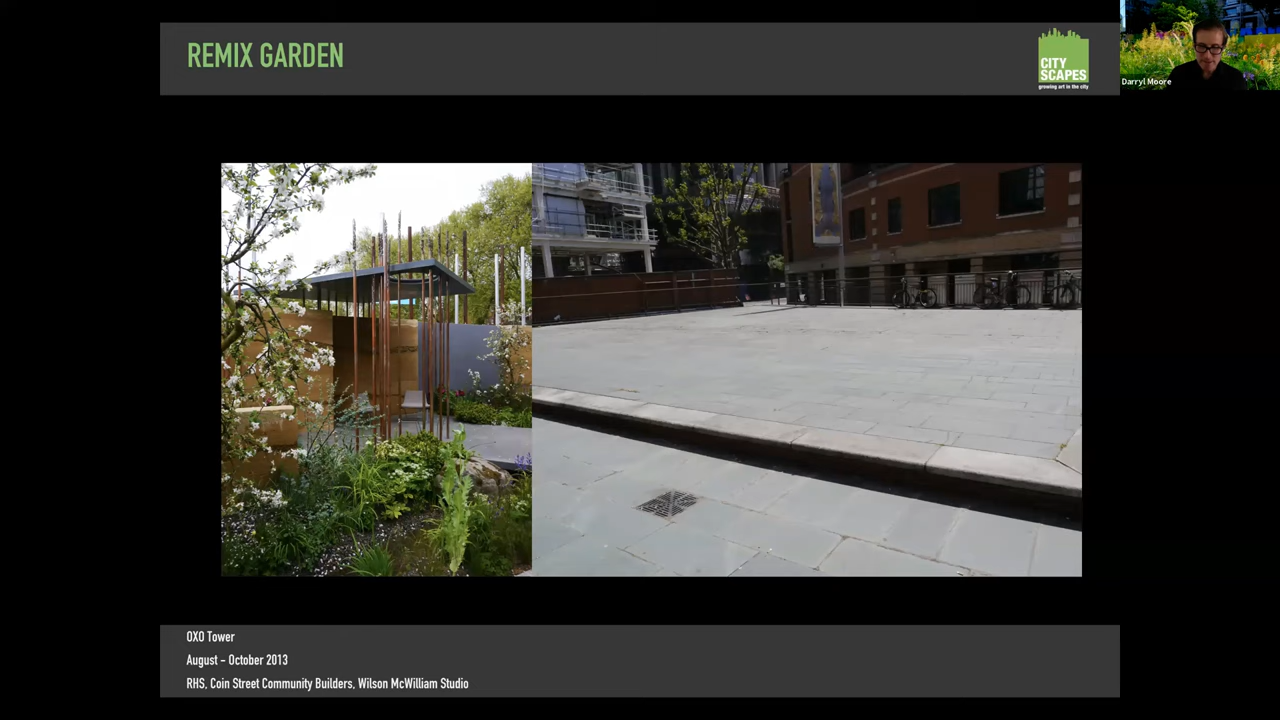 REMIX GARDEN
CITY
SCAPES
growing art in the city
Darryl Moore
OXO Tower
August - October 2013
RHS, Coin Street Community Builders, Wilson McWilliam Studio